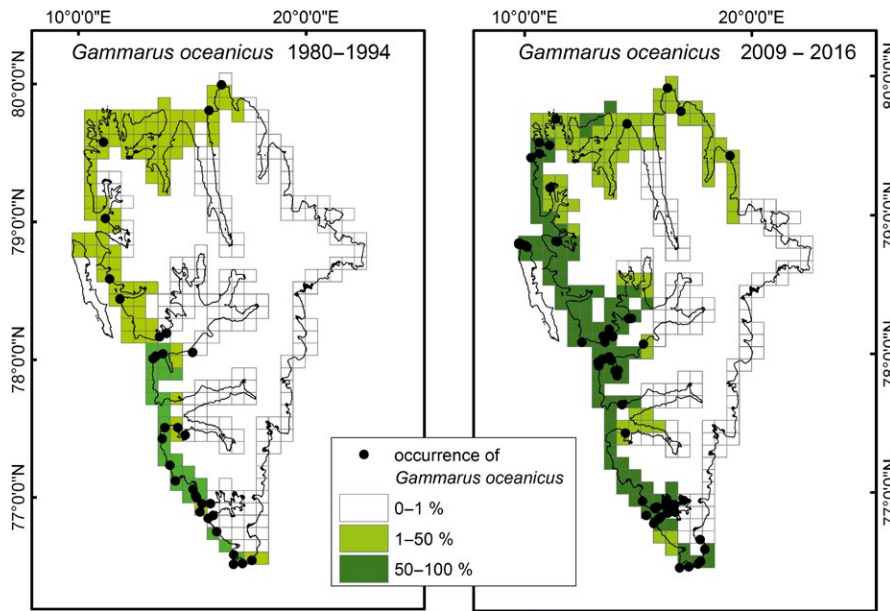 10°0'0"E 20°0'0"E
Gammarus oceanicus 1980–1994
80°0'0"N
79°0'0"N
78°0'0"N
77°0'0"N
10°0'0"E 20°0'0"E
Gammarus oceanicus 2009 – 2016
80°0'0"N
79°0'0"N
78°0'0"N
77°0'0"N
occurrence of
Gammarus oceanicus
0–1 %
1–50 %
50–100 %